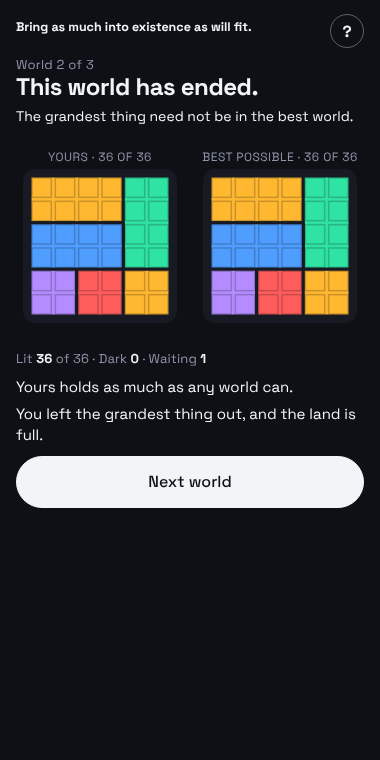 Bring as much into existence as will fit.
?
World 2 of 3
This world has ended.
The grandest thing need not be in the best world.
YOURS · 36 OF 36
BEST POSSIBLE · 36 OF 36
Lit 36 of 36 · Dark 0 · Waiting 1
Yours holds as much as any world can.
You left the grandest thing out, and the land is
full.
Next world